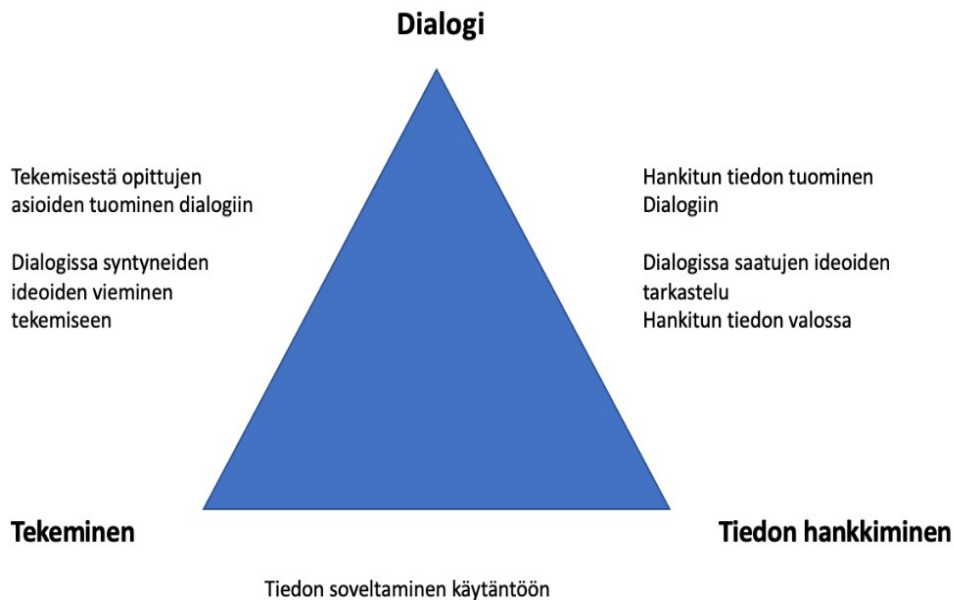 Dialogi
Tekemisestä opittujen
asioiden tuominen dialogiin
Dialogissa syntyneiden
ideoiden vieminen
tekemiseen
Hankitun tiedon tuominen
Dialogiin
Dialogissa saatujen ideoiden
tarkastelu
Hankitun tiedon valossa
Tekeminen
Tiedon hankkiminen
Tiedon soveltaminen käytäntöön